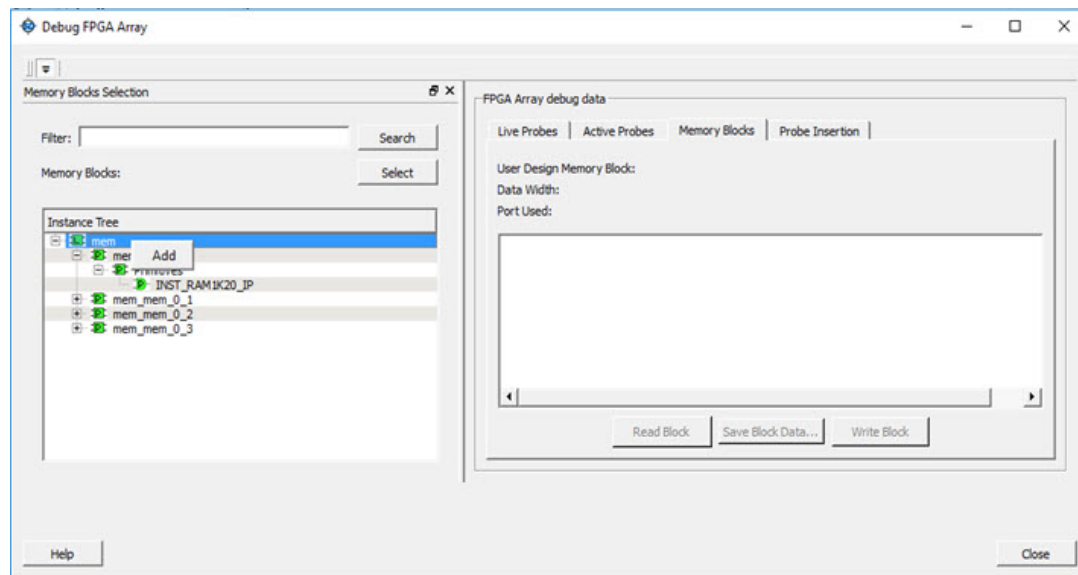 Debug FPGA Array
Memory Blocks Selection
Filter:
Search
Memory Blocks:
Select
Instance Tree
mem
Add
Primitives
INST_RAM1K20_IP
mem_mem_0_1
mem_mem_0_2
mem_mem_0_3
FPGA Array debug data
Live Probes Active Probes Memory Blocks Probe Insertion
User Design Memory Block:
Data Width:
Port Used:
Read Block Save Block Data... Write Block
Help
Close